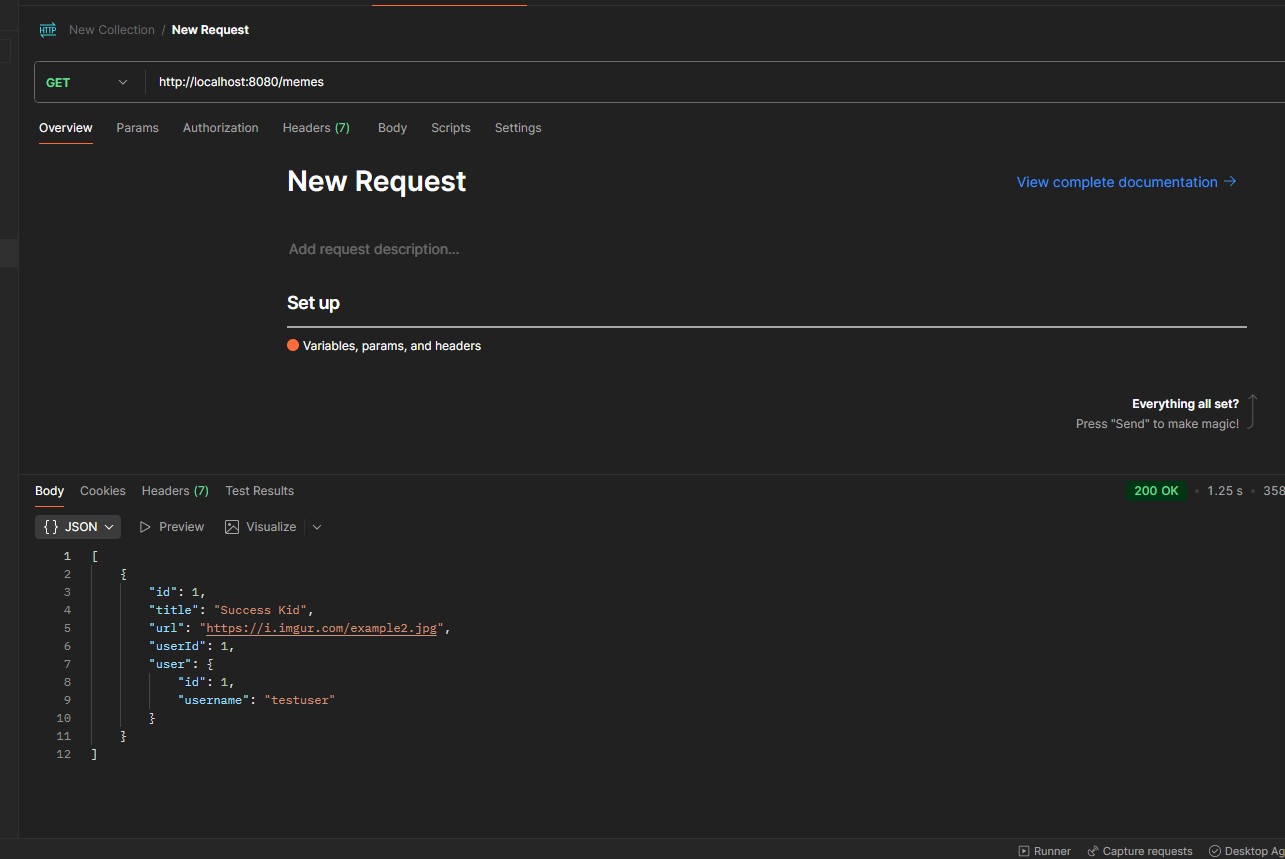 HTTP New Collection / New Request
GET http://localhost:8080/memes
Overview Params Authorization Headers (7) Body Scripts Settings
New Request
View complete documentation →
Add request description...
Set up
Variables, params, and headers
Everything all set?
Press "Send" to make magic!
Body Cookies Headers (7) Test Results
200 OK • 1.25 s • 358
{} JSON Preview Visualize
1 [
2 {
3 "id": 1,
4 "title": "Success Kid",
5 "url": "https://i.imgur.com/example2.jpg",
6 "userId": 1,
7 "user": {
8 "id": 1,
9 "username": "testuser"
10 }
11 }
12 ]
Runner Capture requests Desktop Ag